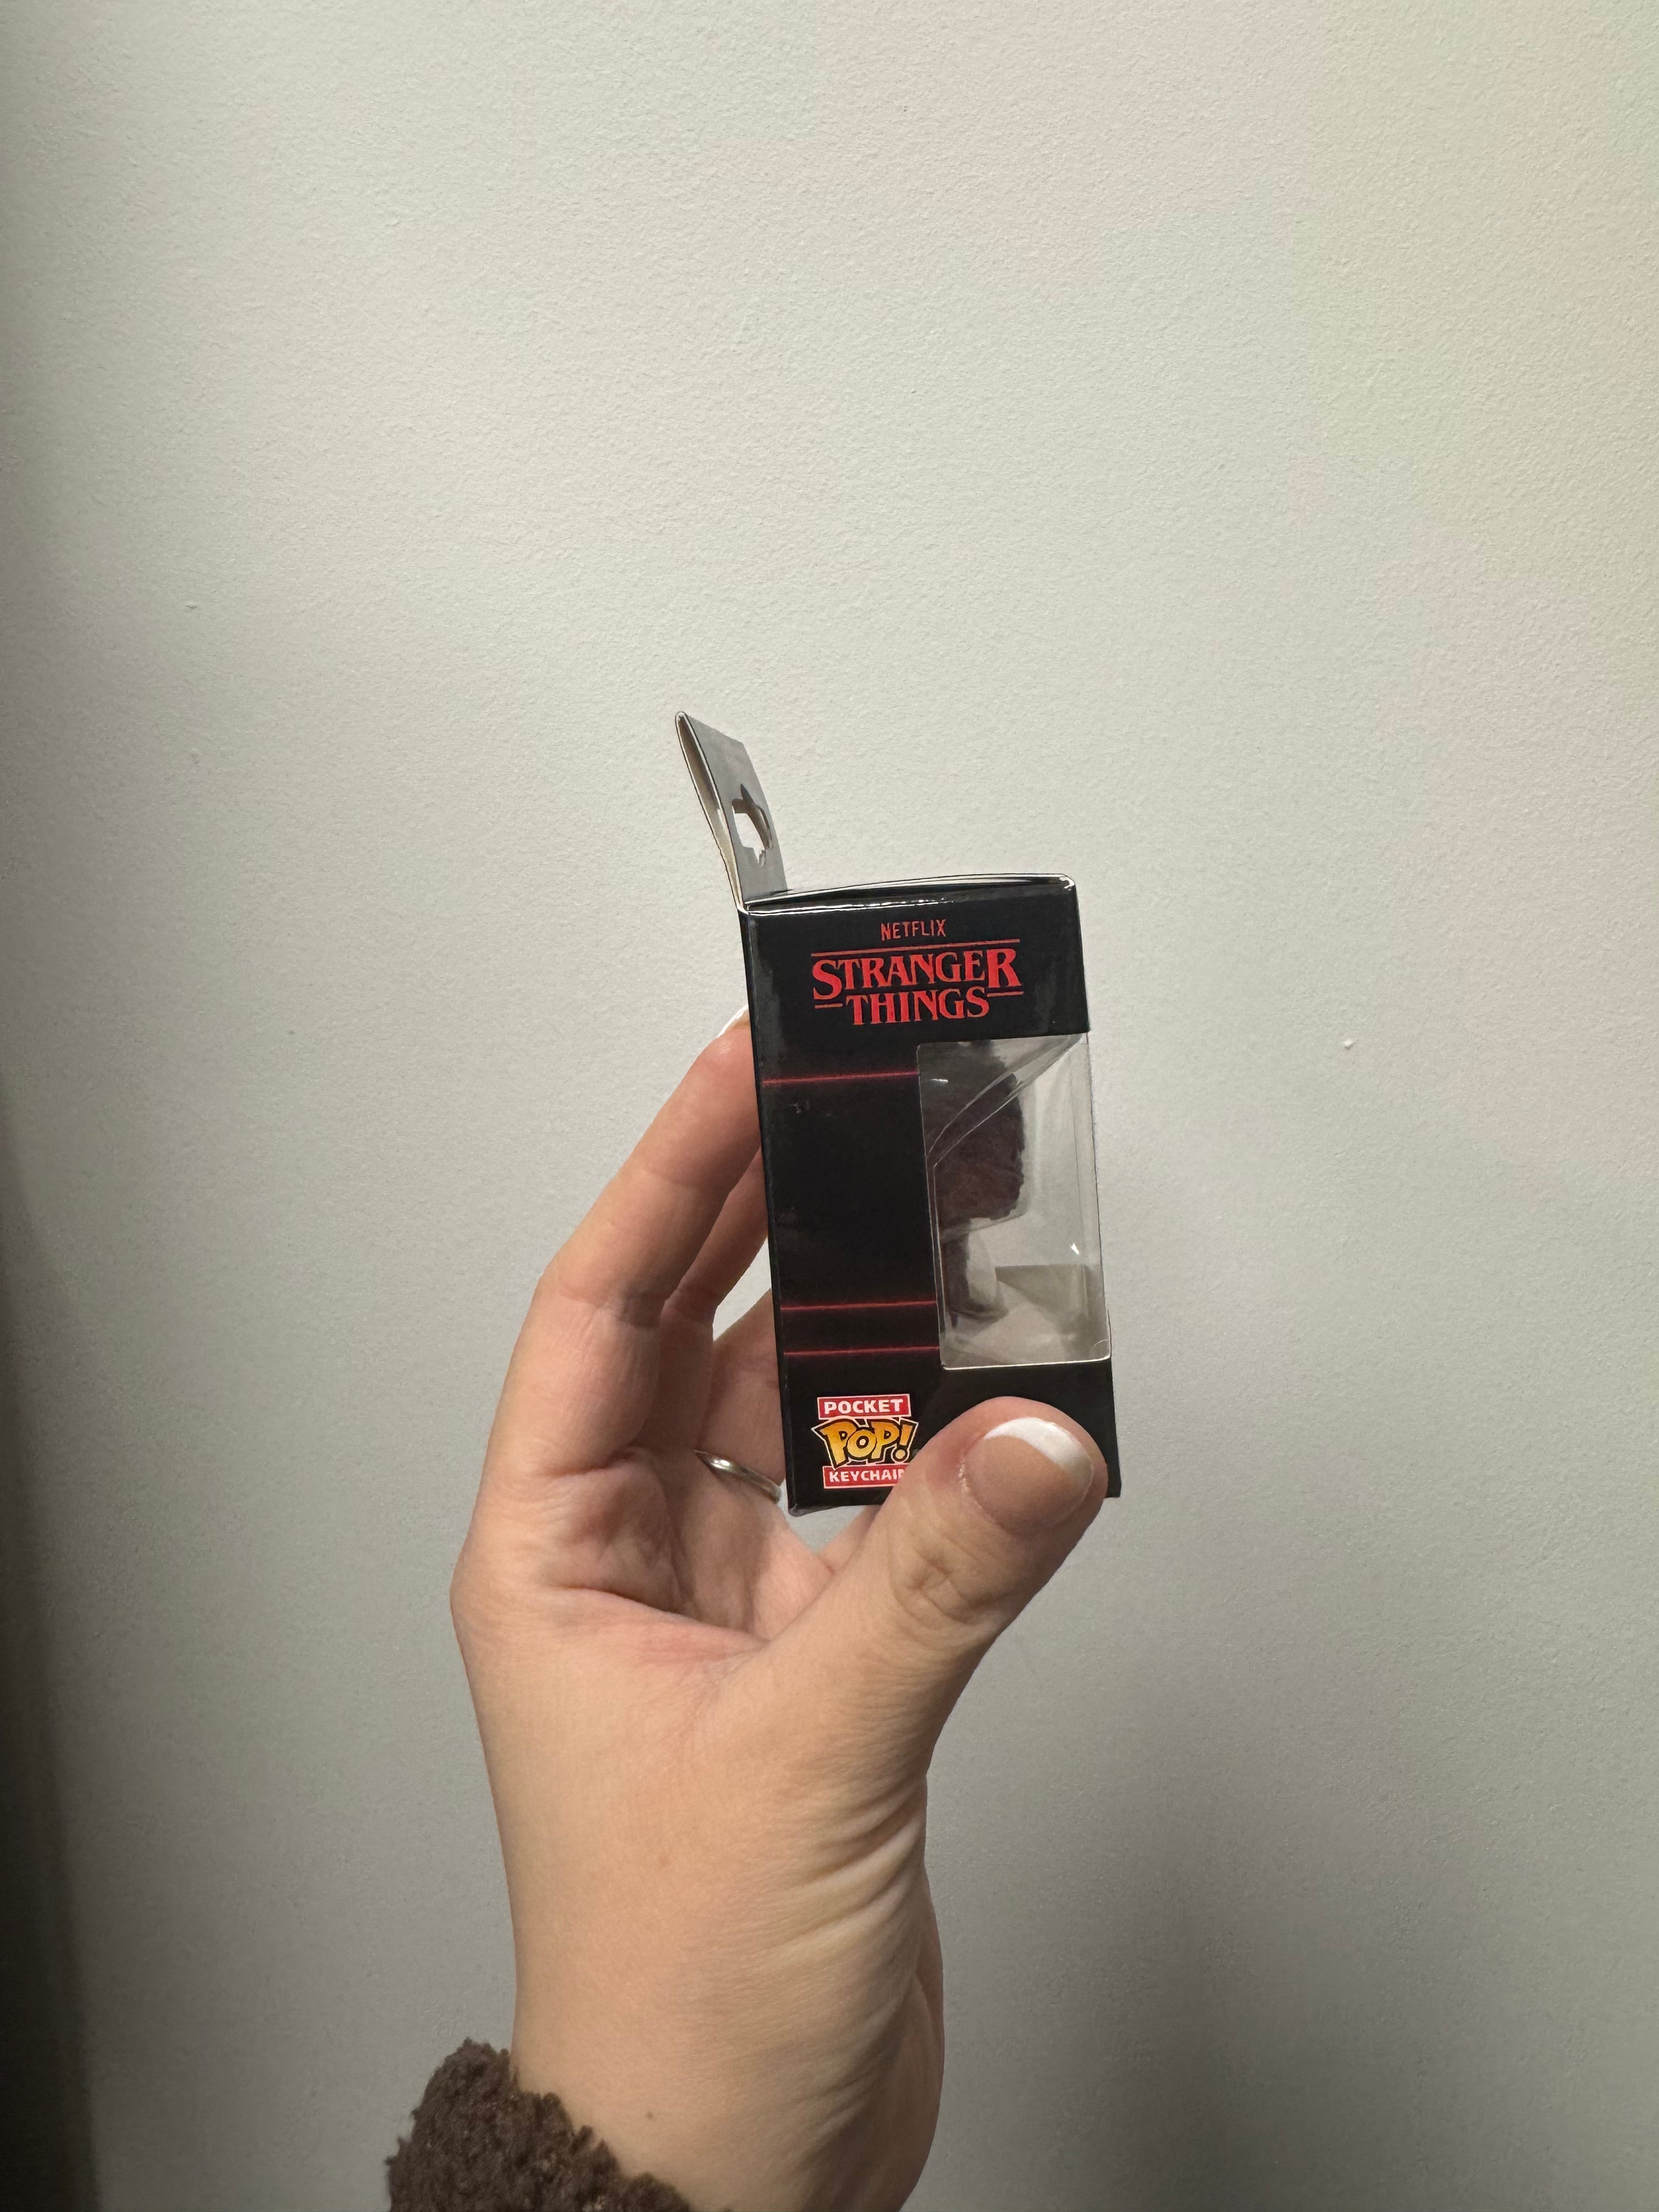 NETFLIX
STRANGER
THINGS
POCKET
POP!
KEYCHAIN